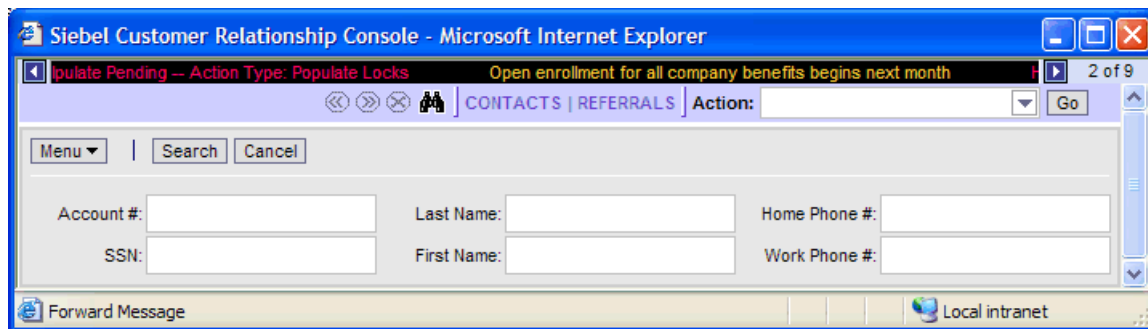 Siebel Customer Relationship Console - Microsoft Internet Explorer
Pending -- Action Type: Populate Locks Open enrollment for all company benefits begins next month 2 of 9
CONTACTS | REFERRALS Action: Go
Menu Search Cancel
Account #: Last Name: Home Phone #:
SSN: First Name: Work Phone #:
Forward Message Local intranet